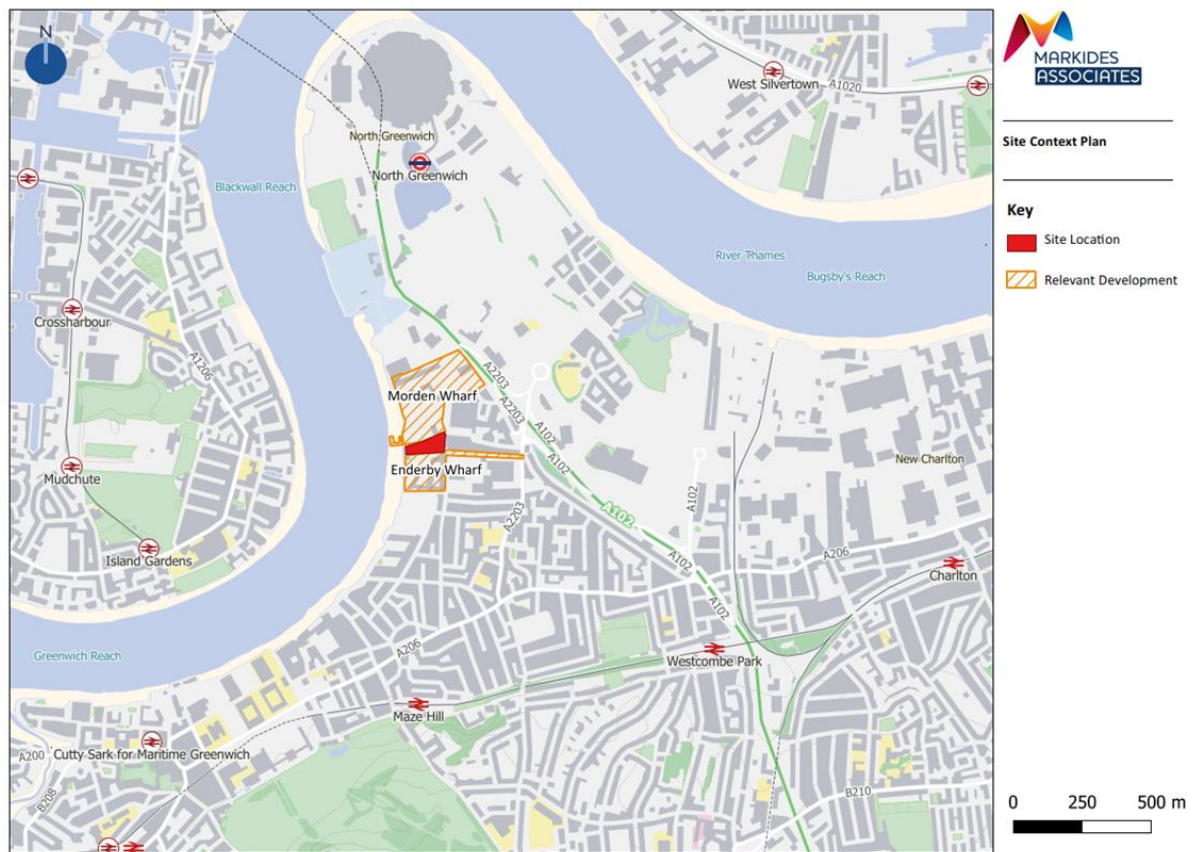 N
MARKIDES
ASSOCIATES
Site Context Plan
Key
Site Location
Relevant Development
0 250 500 m
West Silvertown
A1020
North Greenwich
North Greenwich
Blackwall Reach
River Thames
Bugsby's Reach
Crossharbour
A1206
Morden Wharf
A2203
A2203
A102
A102
Enderby Wharf
New Charlton
Mudchute
A102
A102
A2203
Island Gardens
A206
A102
Charlton
A102
Greenwich Reach
A206
Westcombe Park
Maze Hill
Cutty Sark for Maritime Greenwich
A200
B208
B210